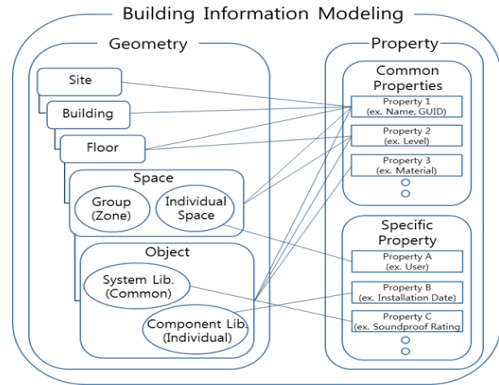 Building Information Modeling
Geometry
Site
Building
Floor
Space
Group
(Zone)
Individual
Space
Object
System Lib.
(Common)
Component Lib.
(Individual)
Property
Common
Properties
Property 1
(ex. Name, GUID)
Property 2
(ex. Level)
Property 3
(ex. Material)
Specific
Property
Property A
(ex. User)
Property B
(ex. Installation Date)
Property C
(ex. Soundproof Rating